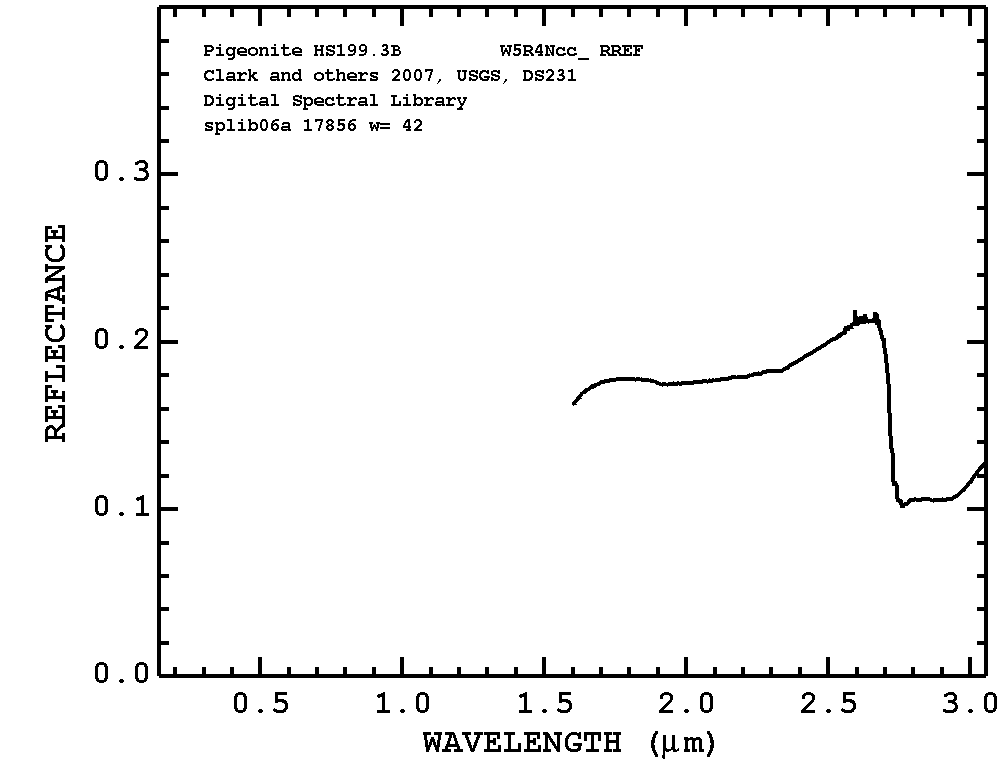 Pigeonite HS199.3B W5R4Ncc_ RREF
Clark and others 2007, USGS, DS231
Digital Spectral Library
splib06a 17856 w= 42
0.3
0.2
0.1
0.0
REFLECTANCE
0.5 1.0 1.5 2.0 2.5 3.0
WAVELENGTH (μm)